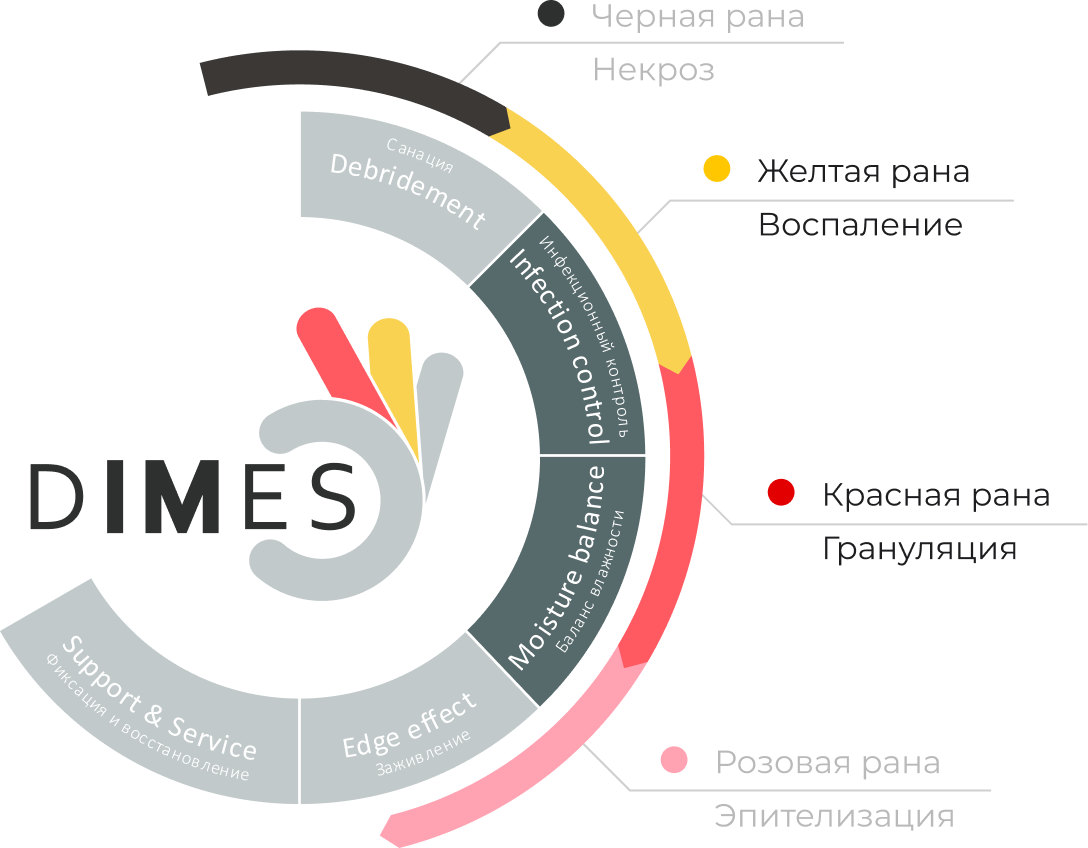 Черная рана
Некроз
Санация
Debridement
Желтая рана
Воспаление
Инфекционный контроль
Infection control
DIMES
Красная рана
Грануляция
Moisture balance
Баланс влажности
Support & Service
Фиксация и восстановление
Edge effect
Заживление
Розовая рана
Эпителизация